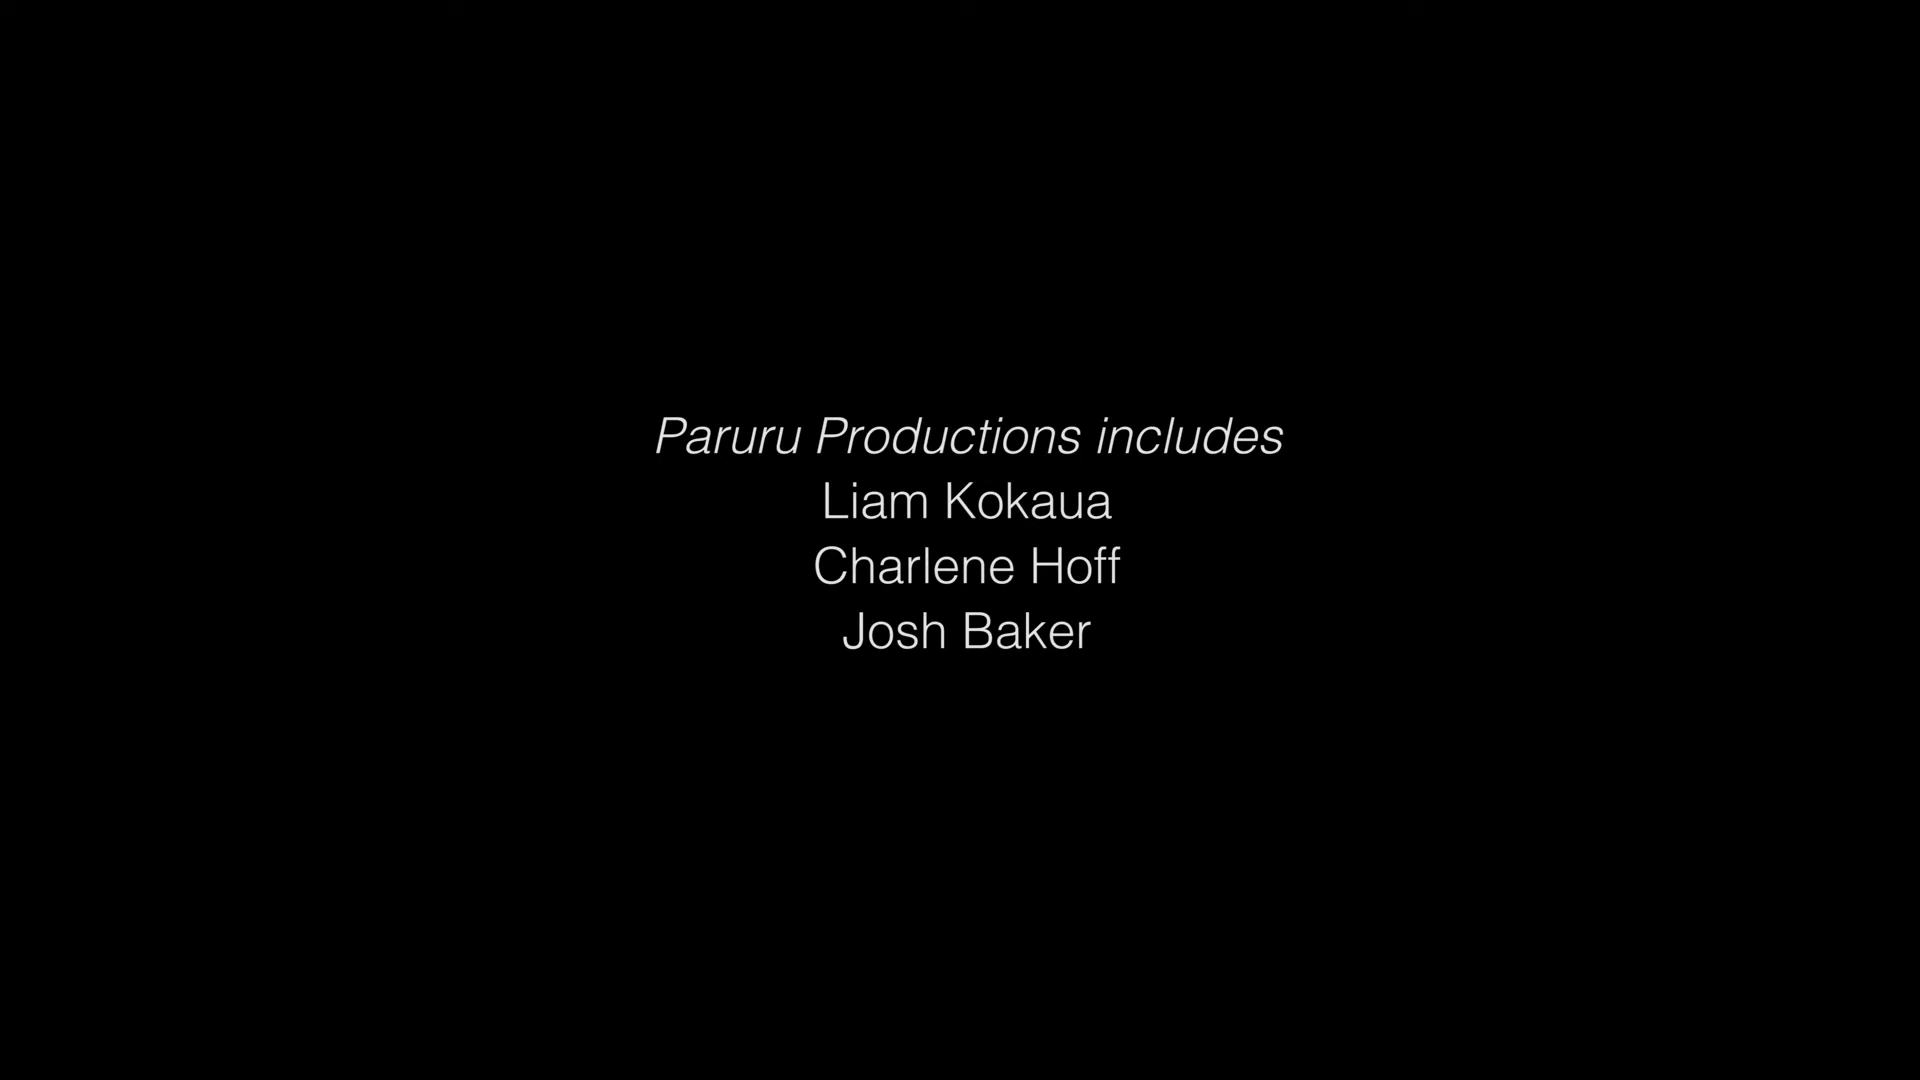 Paruru Productions includes
Liam Kokaua
Charlene Hoff
Josh Baker